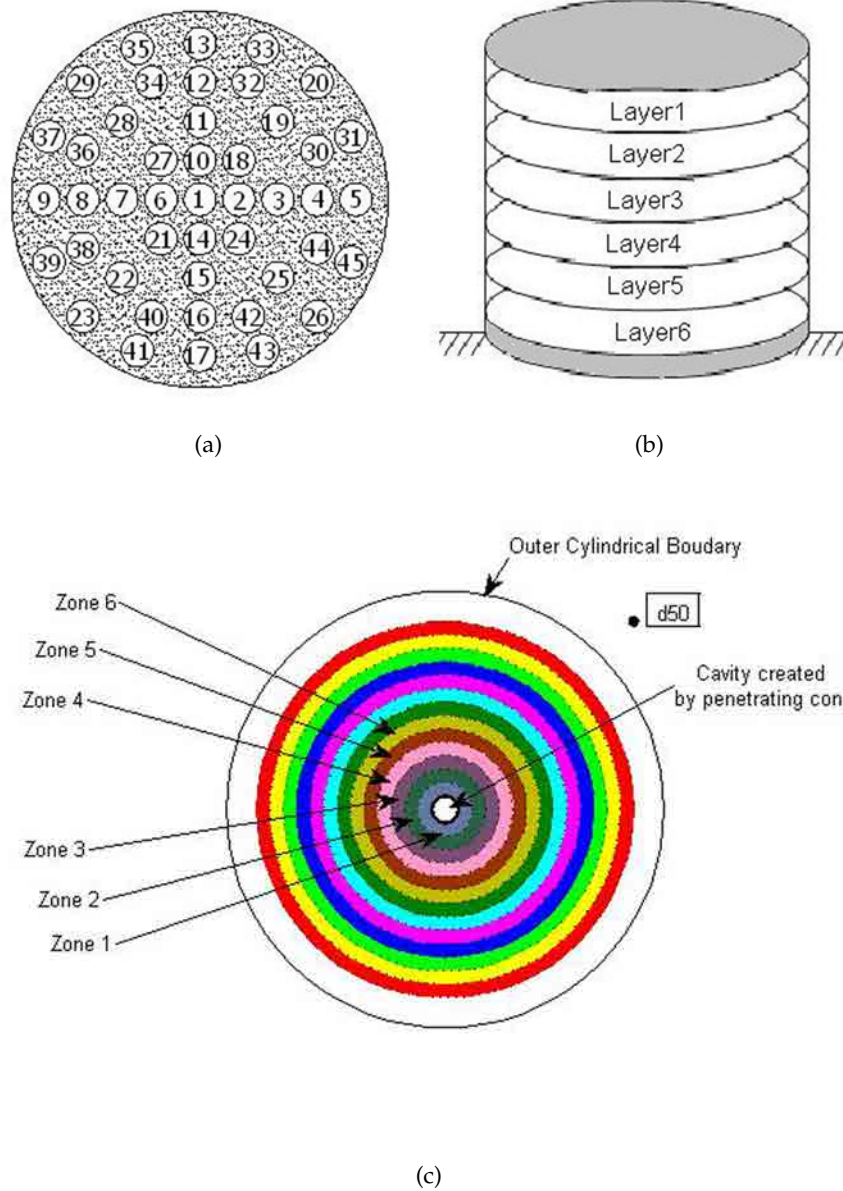 35 13 33
29 34 12 32 20
28 11 19
37 36 27 10 18 30 31
9 8 7 6 1 2 3 4 5
39 38 21 14 24 44 45
22 15 25
23 40 16 42 26
41 17 43
(a)
Layer1
Layer2
Layer3
Layer4
Layer5
Layer6
(b)
Outer Cylindrical Boudary
d50
Zone 6
Zone 5
Zone 4
Cavity created
by penetrating con
Zone 3
Zone 2
Zone 1
(c)